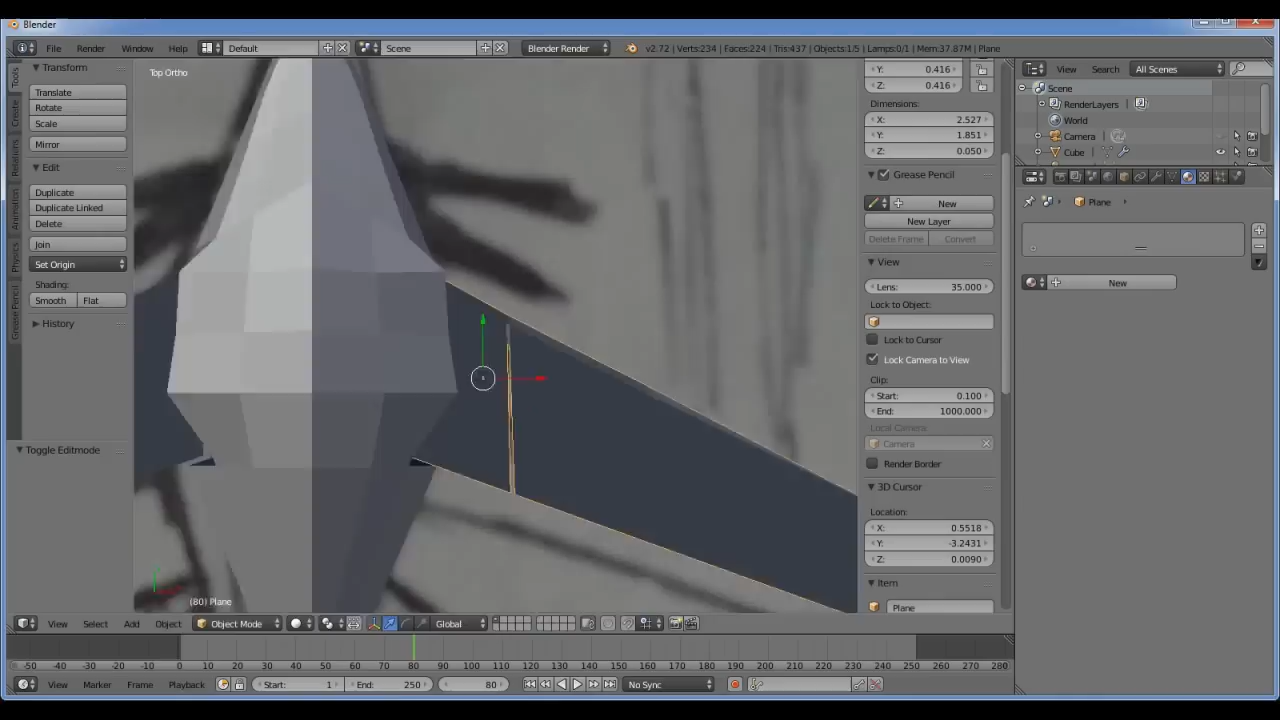 Blender
File Render Window Help Default Scene Blender Render v2.72 | Verts:234 | Faces:224 | Tris:437 | Objects:1/5 | Lamps:0/1 | Mem:37.87M | Plane
Tools
Create
Relations
Animation
Physics
Grease Pencil
Transform
Translate
Rotate
Scale
Mirror
Edit
Duplicate
Duplicate Linked
Delete
Join
Set Origin
Shading:
Smooth Flat
History
Toggle Editmode
Top Ortho
(80) Plane
Y: 0.416
Z: 0.416
Dimensions:
X: 2.527
Y: 1.851
Z: 0.050
Grease Pencil
New
New Layer
Delete Frame Convert
View
Lens: 35.000
Lock to Object:
Lock to Cursor
Lock Camera to View
Clip:
Start: 0.100
End: 1000.000
Local Camera:
Camera
Render Border
3D Cursor
Location:
X: 0.5518
Y: -3.2431
Z: 0.0090
Item
Plane
View Search All Scenes
Scene
RenderLayers
World
Camera
Cube
Plane
New
View Select Add Object Object Mode Global
-50 -40 -30 -20 -10 0 10 20 30 40 50 60 70 80 90 100 110 120 130 140 150 160 170 180 190 200 210 220 230 240 250 260 270 280
View Marker Frame Playback Start: 1 End: 250 80 No Sync